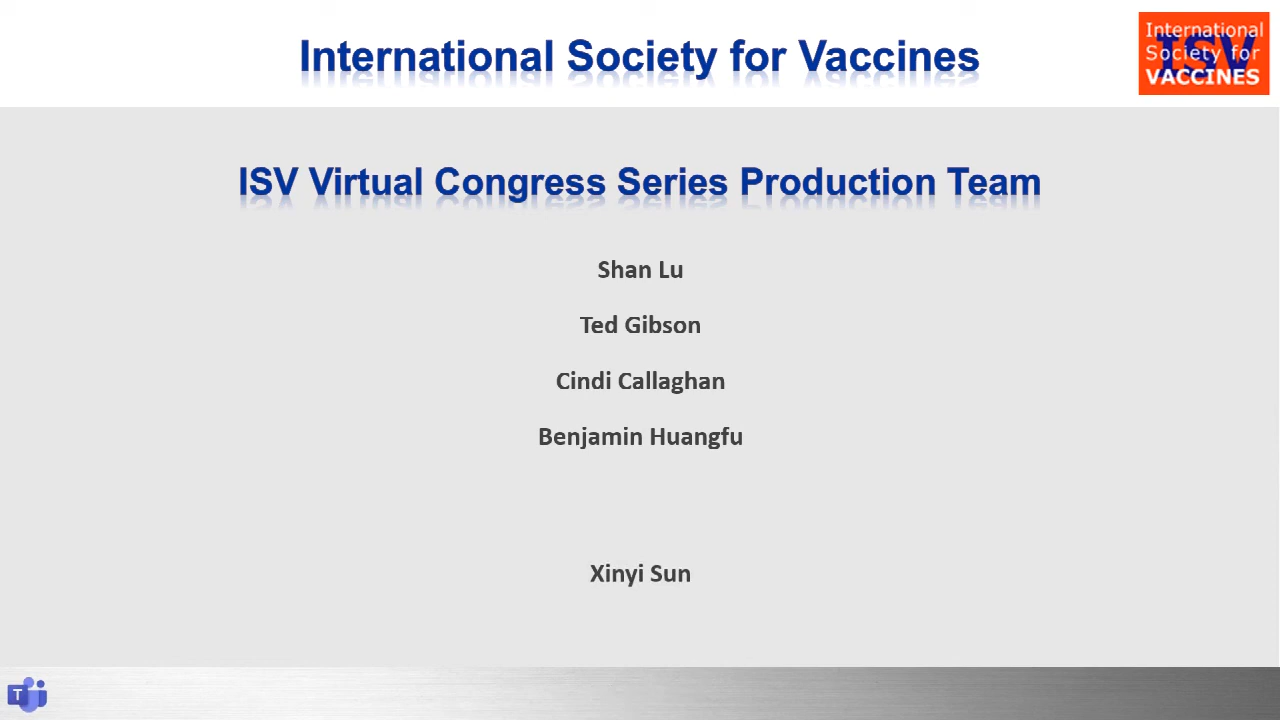 International Society for Vaccines
International
Society for
VACCINES
ISV
ISV Virtual Congress Series Production Team
Shan Lu
Ted Gibson
Cindi Callaghan
Benjamin Huangfu
Xinyi Sun
T